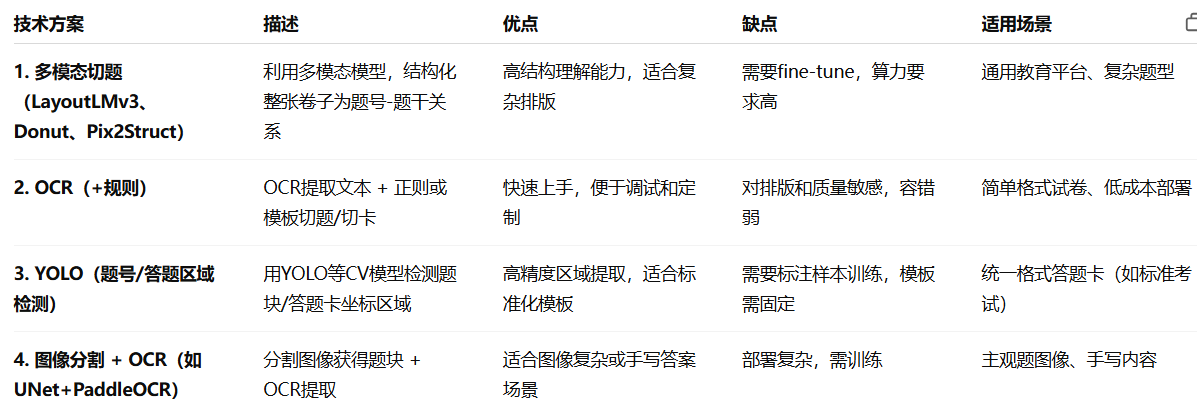 技术方案 描述 优点 缺点 适用场景
1. 多模态切题 利用多模态模型，结构化 高结构理解能力，适合复 需要fine-tune，算力要 通用教育平台、复杂题型
（LayoutLMv3、 整张卷子为题号-题干关 杂排版 求高
Donut、Pix2Struct） 系
2. OCR（+规则） OCR提取文本 + 正则或 快速上手，便于调试和定 对排版和质量敏感，容错 简单格式试卷、低成本部署
模板切题/切卡 制 弱
3. YOLO（题号/答题区域 用YOLO等CV模型检测题 高精度区域提取，适合标 需要标注样本训练，模板 统一格式答题卡（如标准考
检测） 块/答题卡坐标区域 准化模板 需固定 试）
4. 图像分割 + OCR（如 分割图像获得题块 + 适合图像复杂或手写答案 部署复杂，需训练 主观题图像、手写内容
UNet+PaddleOCR） OCR提取 场景